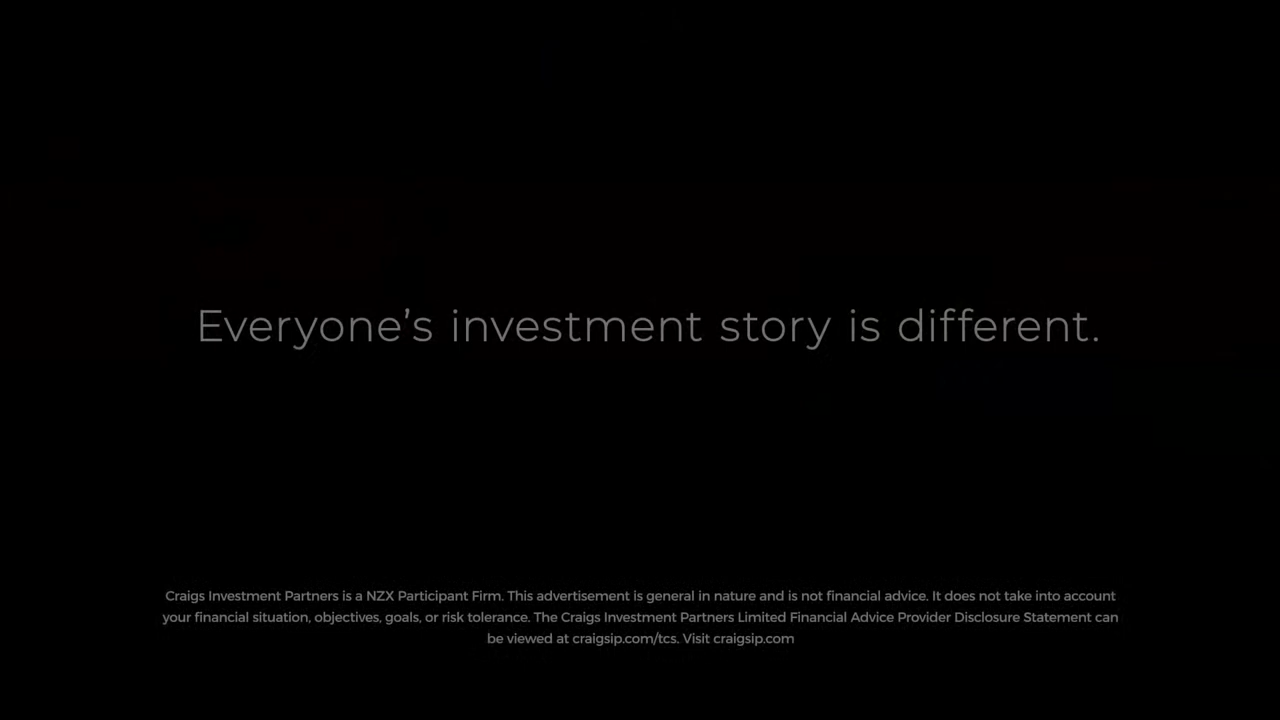 Everyone’s investment story is different.
Craigs Investment Partners is a NZX Participant Firm. This advertisement is general in nature and is not financial advice. It does not take into account
your financial situation, objectives, goals, or risk tolerance. The Craigs Investment Partners Limited Financial Advice Provider Disclosure Statement can
be viewed at craigsip.com/tcs. Visit craigsip.com